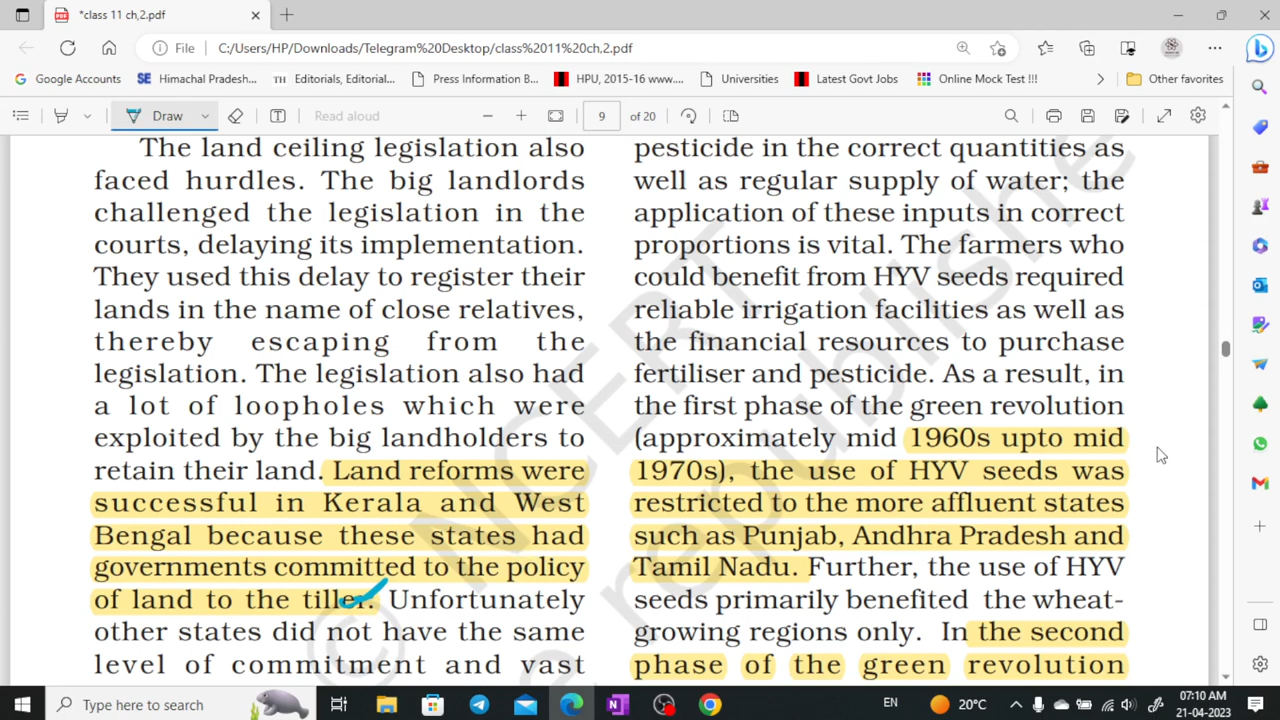 *class 11 ch,2.pdf
File C:/Users/HP/Downloads/Telegram%20Desktop/class%2011%20ch,2.pdf
Google Accounts SE Himachal Pradesh... TH Editorials, Editorial... Press Information B... HPU, 2015-16 www.... Universities Latest Govt Jobs Online Mock Test !!! Other favorites
Draw Read aloud 9 of 20
The land ceiling legislation also
faced hurdles. The big landlords
challenged the legislation in the
courts, delaying its implementation.
They used this delay to register their
lands in the name of close relatives,
thereby escaping from the
legislation. The legislation also had
a lot of loopholes which were
exploited by the big landholders to
retain their land. Land reforms were
successful in Kerala and West
Bengal because these states had
governments committed to the policy
of land to the tiller. Unfortunately
other states did not have the same
level of commitment and vast
pesticide in the correct quantities as
well as regular supply of water; the
application of these inputs in correct
proportions is vital. The farmers who
could benefit from HYV seeds required
reliable irrigation facilities as well as
the financial resources to purchase
fertiliser and pesticide. As a result, in
the first phase of the green revolution
(approximately mid 1960s upto mid
1970s), the use of HYV seeds was
restricted to the more affluent states
such as Punjab, Andhra Pradesh and
Tamil Nadu. Further, the use of HYV
seeds primarily benefited the wheat-
growing regions only. In the second
phase of the green revolution
© NCERT
republishe
Type here to search EN 20°C 07:10 AM
21-04-2023